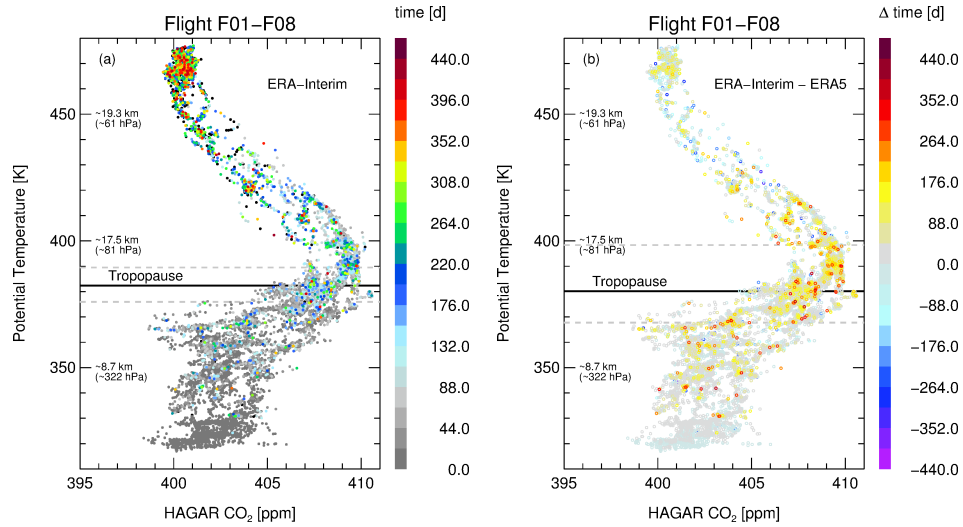 Flight F01−F08
time [d]
(a)
ERA−Interim
~19.3 km
(~61 hPa)
~17.5 km
(~81 hPa)
Tropopause
~8.7 km
(~322 hPa)
450
400
350
Potential Temperature [K]
395
400
405
410
HAGAR CO₂ [ppm]
440.0
396.0
352.0
308.0
264.0
220.0
176.0
132.0
88.0
44.0
0.0
Flight F01−F08
Δ time [d]
(b)
ERA−Interim − ERA5
~19.3 km
(~61 hPa)
~17.5 km
(~81 hPa)
Tropopause
~8.7 km
(~322 hPa)
450
400
350
Potential Temperature [K]
395
400
405
410
HAGAR CO₂ [ppm]
440.0
352.0
264.0
176.0
88.0
0.0
−88.0
−176.0
−264.0
−352.0
−440.0